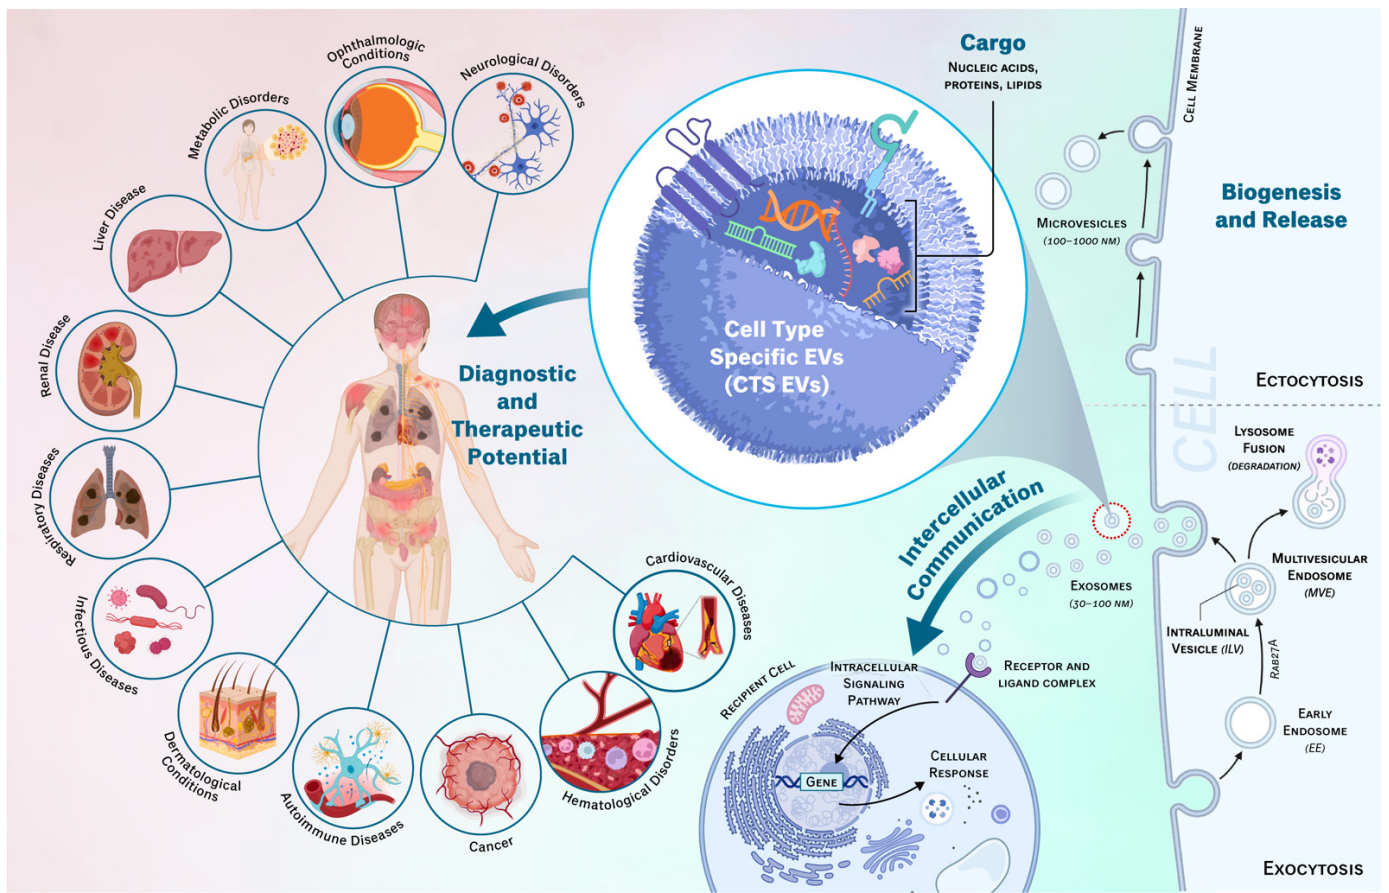 Ophthalmologic
Conditions
Neurological Disorders
Metabolic Disorders
Liver Disease
Renal Disease
Respiratory Diseases
Infectious Diseases
Dermatological
Conditions
Autoimmune Diseases
Cancer
Hematological Disorders
Cardiovascular Diseases
Diagnostic
and
Therapeutic
Potential
Cargo
Nucleic acids,
proteins, lipids
Cell Type
Specific EVs
(CTS EVs)
Cell Membrane
Microvesicles
(100–1000 nm)
Biogenesis
and Release
CELL
Ectocytosis
Lysosome
Fusion
(degradation)
Intercellular
Communication
Exosomes
(30–100 nm)
Multivesicular
Endosome
(MVE)
Intraluminal
Vesicle (ILV)
Rab27A
Early
Endosome
(EE)
Exocytosis
Recipient Cell
Intracellular
Signaling
Pathway
Receptor and
ligand complex
Gene
Cellular
Response